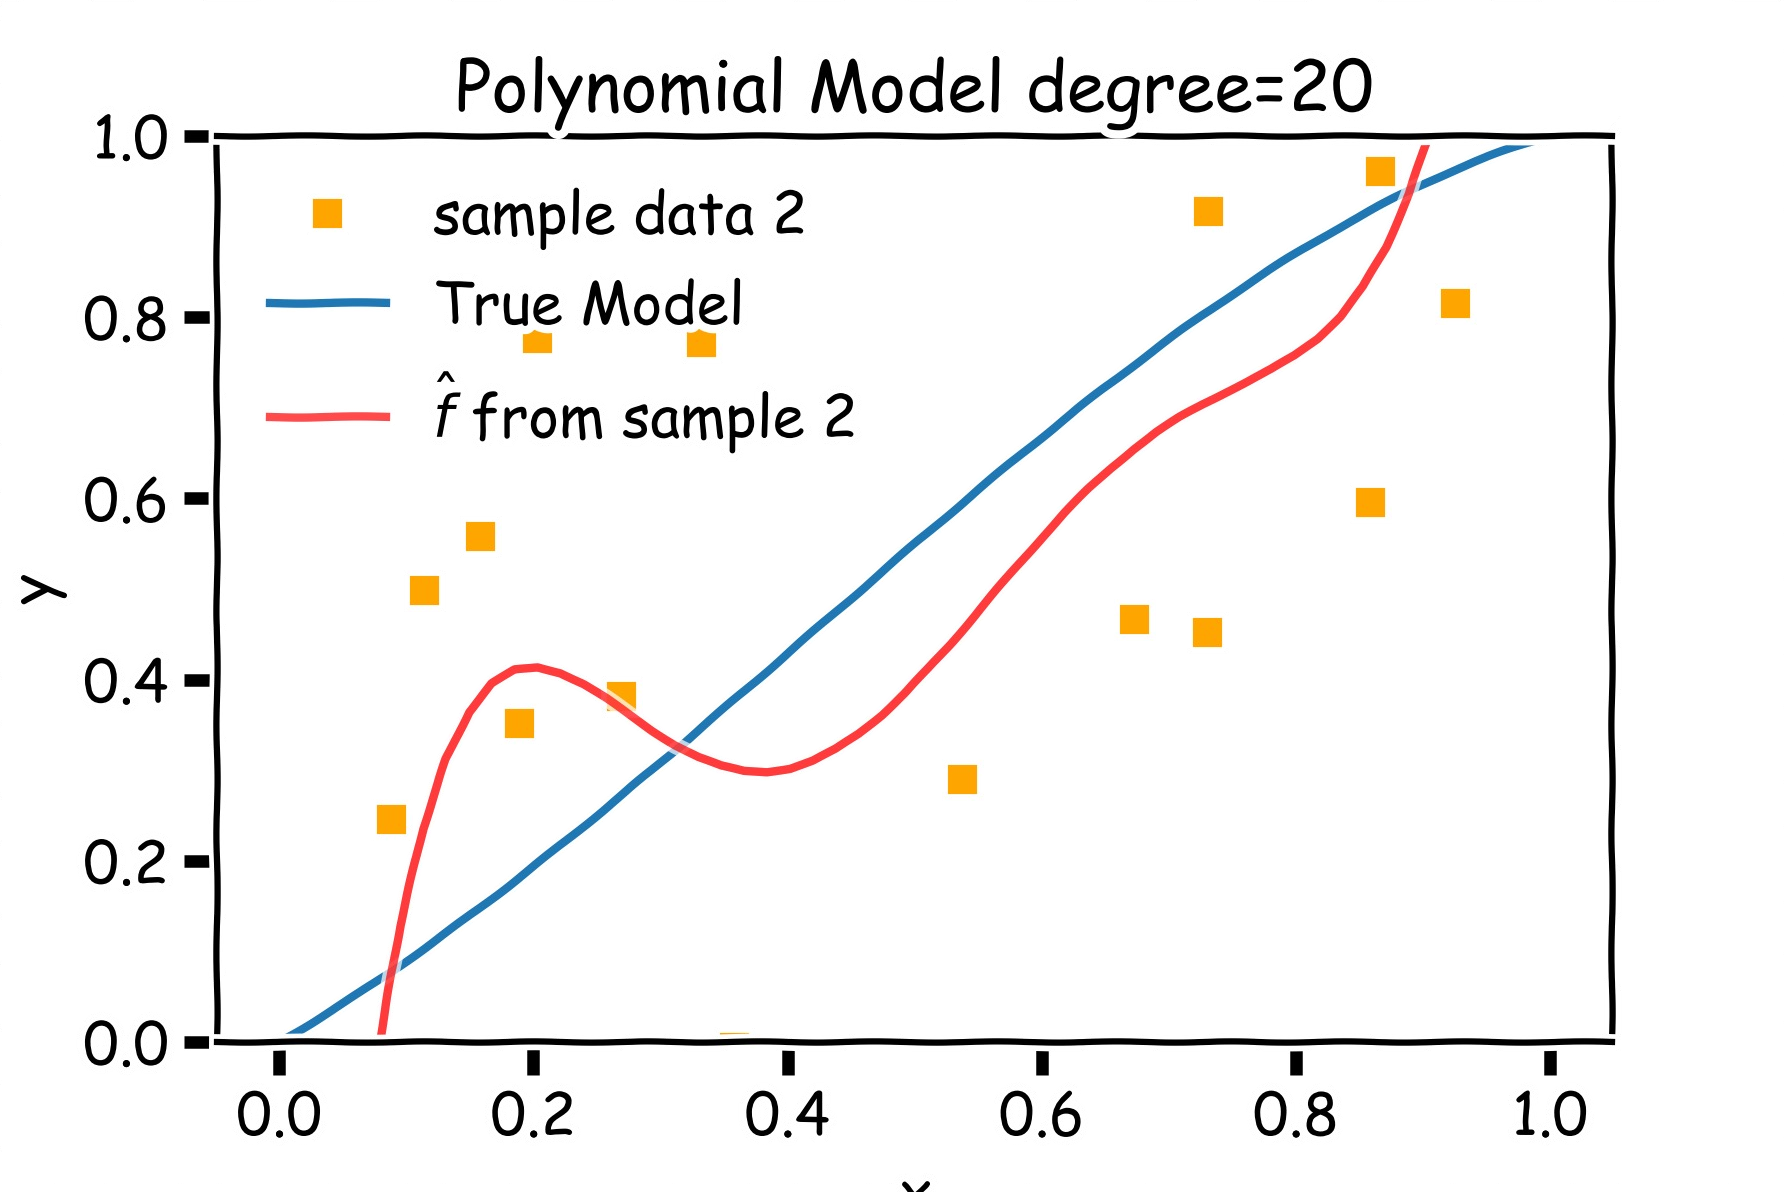 Polynomial Model degree=20
1.0
0.8
0.6
0.4
0.2
0.0
y
sample data 2
True Model
f̂ from sample 2
0.0 0.2 0.4 0.6 0.8 1.0